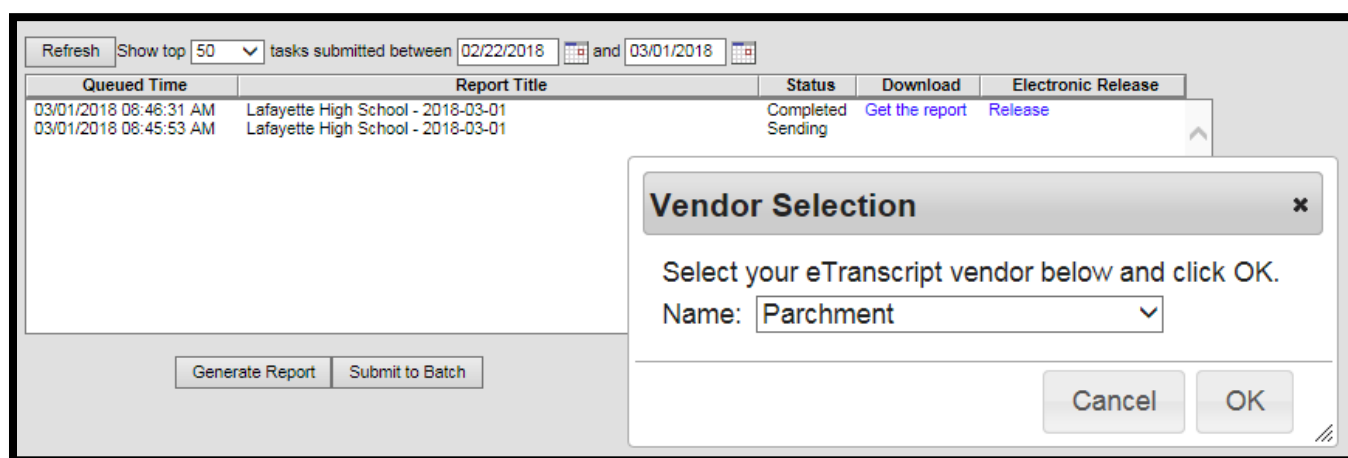 Refresh Show top 50 tasks submitted between 02/22/2018 and 03/01/2018
Queued Time Report Title Status Download Electronic Release
03/01/2018 08:46:31 AM Lafayette High School - 2018-03-01 Completed Get the report Release
03/01/2018 08:45:53 AM Lafayette High School - 2018-03-01 Sending
Vendor Selection
Select your eTranscript vendor below and click OK.
Name: Parchment
Generate Report Submit to Batch
Cancel OK